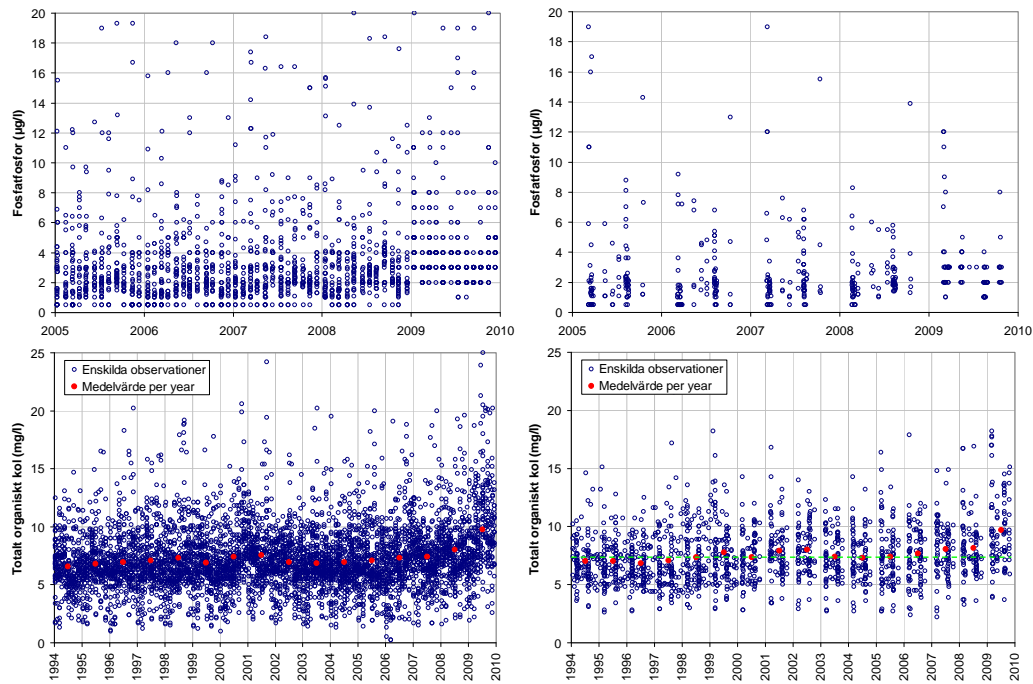 20
18
16
14
12
10
8
6
4
2
0
Fosfatfosfor (µg/l)
2005 2006 2007 2008 2009 2010
20
18
16
14
12
10
8
6
4
2
0
Fosfatfosfor (µg/l)
2005 2006 2007 2008 2009 2010
25
20
15
10
5
0
Totalt organiskt kol (mg/l)
Enskilda observationer
Medelvärde per year
1994 1995 1996 1997 1998 1999 2000 2001 2002 2003 2004 2005 2006 2007 2008 2009 2010
25
20
15
10
5
0
Totalt organiskt kol (mg/l)
Enskilda observationer
Medelvärde per year
1994 1995 1996 1997 1998 1999 2000 2001 2002 2003 2004 2005 2006 2007 2008 2009 2010